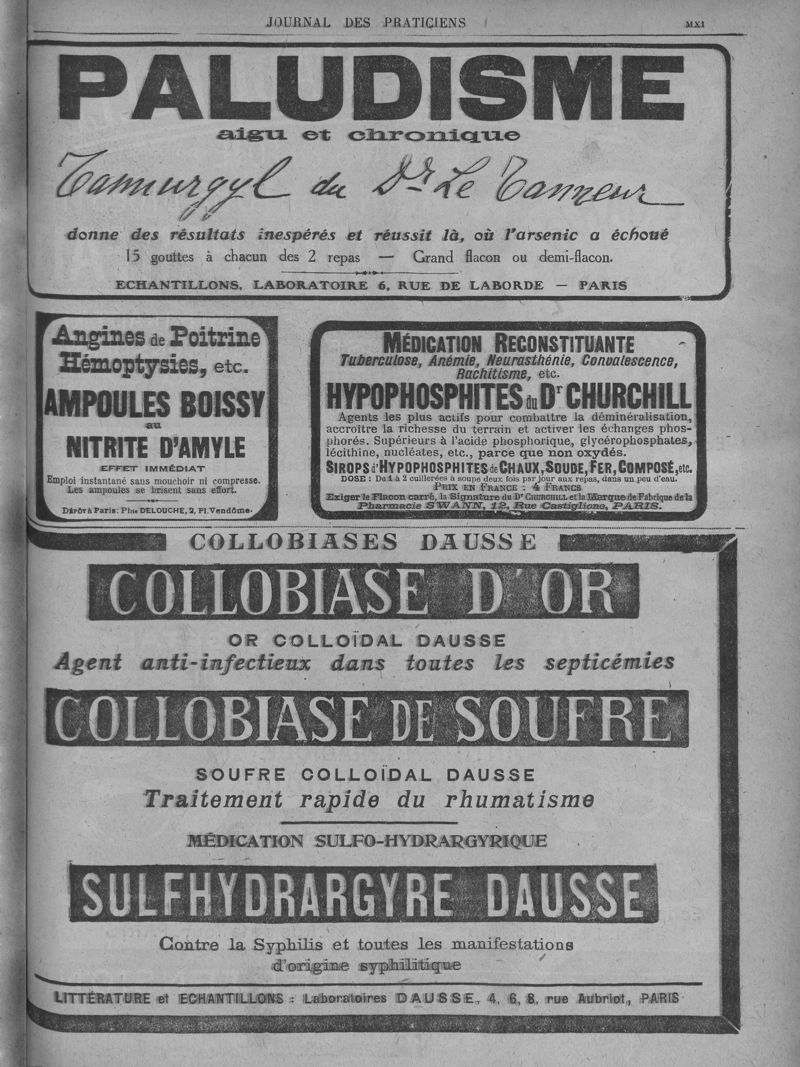 JOURNAL DES PRATICIENS
MXI
PALUDISME
aigu et chronique
Tannurgyl du Dr Le Tanneur
donne des résultats inespérés et réussit là, où l'arsenic a échoué
15 gouttes à chacun des 2 repas — Grand flacon ou demi-flacon.
ECHANTILLONS, LABORATOIRE 6, RUE DE LABORDE — PARIS
Angines de Poitrine
Hémoptysies, etc.
AMPOULES BOISSY
au
NITRITE D'AMYLE
EFFET IMMÉDIAT
Emploi instantané sans mouchoir ni compresse.
Les ampoules se brisent sans effort.
Dépôt à Paris: Phie DELOUCHE, 2, Pl. Vendôme.
MÉDICATION RECONSTITUANTE
Tuberculose, Anémie, Neurasthénie, Convalescence,
Rachitisme, etc.
HYPOPHOSPHITES du Dr CHURCHILL
Agents les plus actifs pour combattre la déminéralisation,
accroître la richesse du terrain et activer les échanges phos-
phorés. Supérieurs à l'acide phosphorique, glycérophosphates,
lécithine, nucléates, etc., parce que non oxydés.
SIROPS d'HYPOPHOSPHITES de CHAUX, SOUDE, FER, COMPOSÉ, etc.
DOSE : De 1 à 2 cuillerées à soupe deux fois par jour aux repas, dans un peu d'eau.
PRIX EN FRANCE : 4 FRANCS
Exiger le Flacon carré, la Signature du Dr CHURCHILL et la Marque de Fabrique de la
Pharmacie SWANN, 12, Rue Castiglione, PARIS.
COLLOBIASES DAUSSE
COLLOBIASE D'OR
OR COLLOÏDAL DAUSSE
Agent anti-infectieux dans toutes les septicémies
COLLOBIASE DE SOUFRE
SOUFRE COLLOÏDAL DAUSSE
Traitement rapide du rhumatisme
MÉDICATION SULFO-HYDRARGYRIQUE
SULFHYDRARGYRE DAUSSE
Contre la Syphilis et toutes les manifestations
d'origine syphilitique
LITTÉRATURE et ECHANTILLONS : Laboratoires DAUSSE, 4, 6, 8, rue Aubriot, PARIS